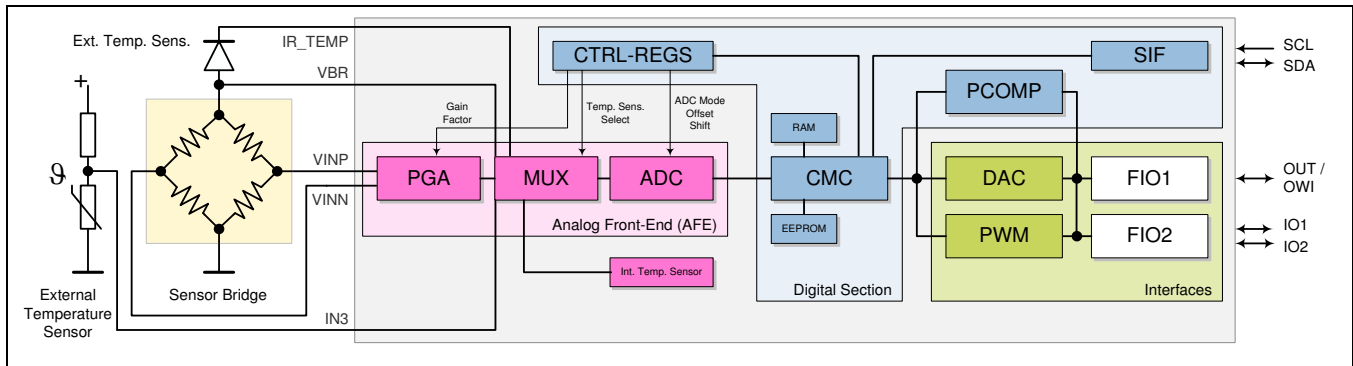 Ext. Temp. Sens.
IR_TEMP
VBR
+
ϑ
VINP
VINN
External
Temperature
Sensor
Sensor Bridge
IN3
CTRL-REGS
SIF
PCOMP
Gain
Factor
Temp. Sens.
Select
ADC Mode
Offset
Shift
RAM
PGA
MUX
ADC
CMC
DAC
FIO1
EEPROM
PWM
FIO2
Analog Front-End (AFE)
Int. Temp. Sensor
Digital Section
Interfaces
SCL
SDA
OUT /
OWI
IO1
IO2